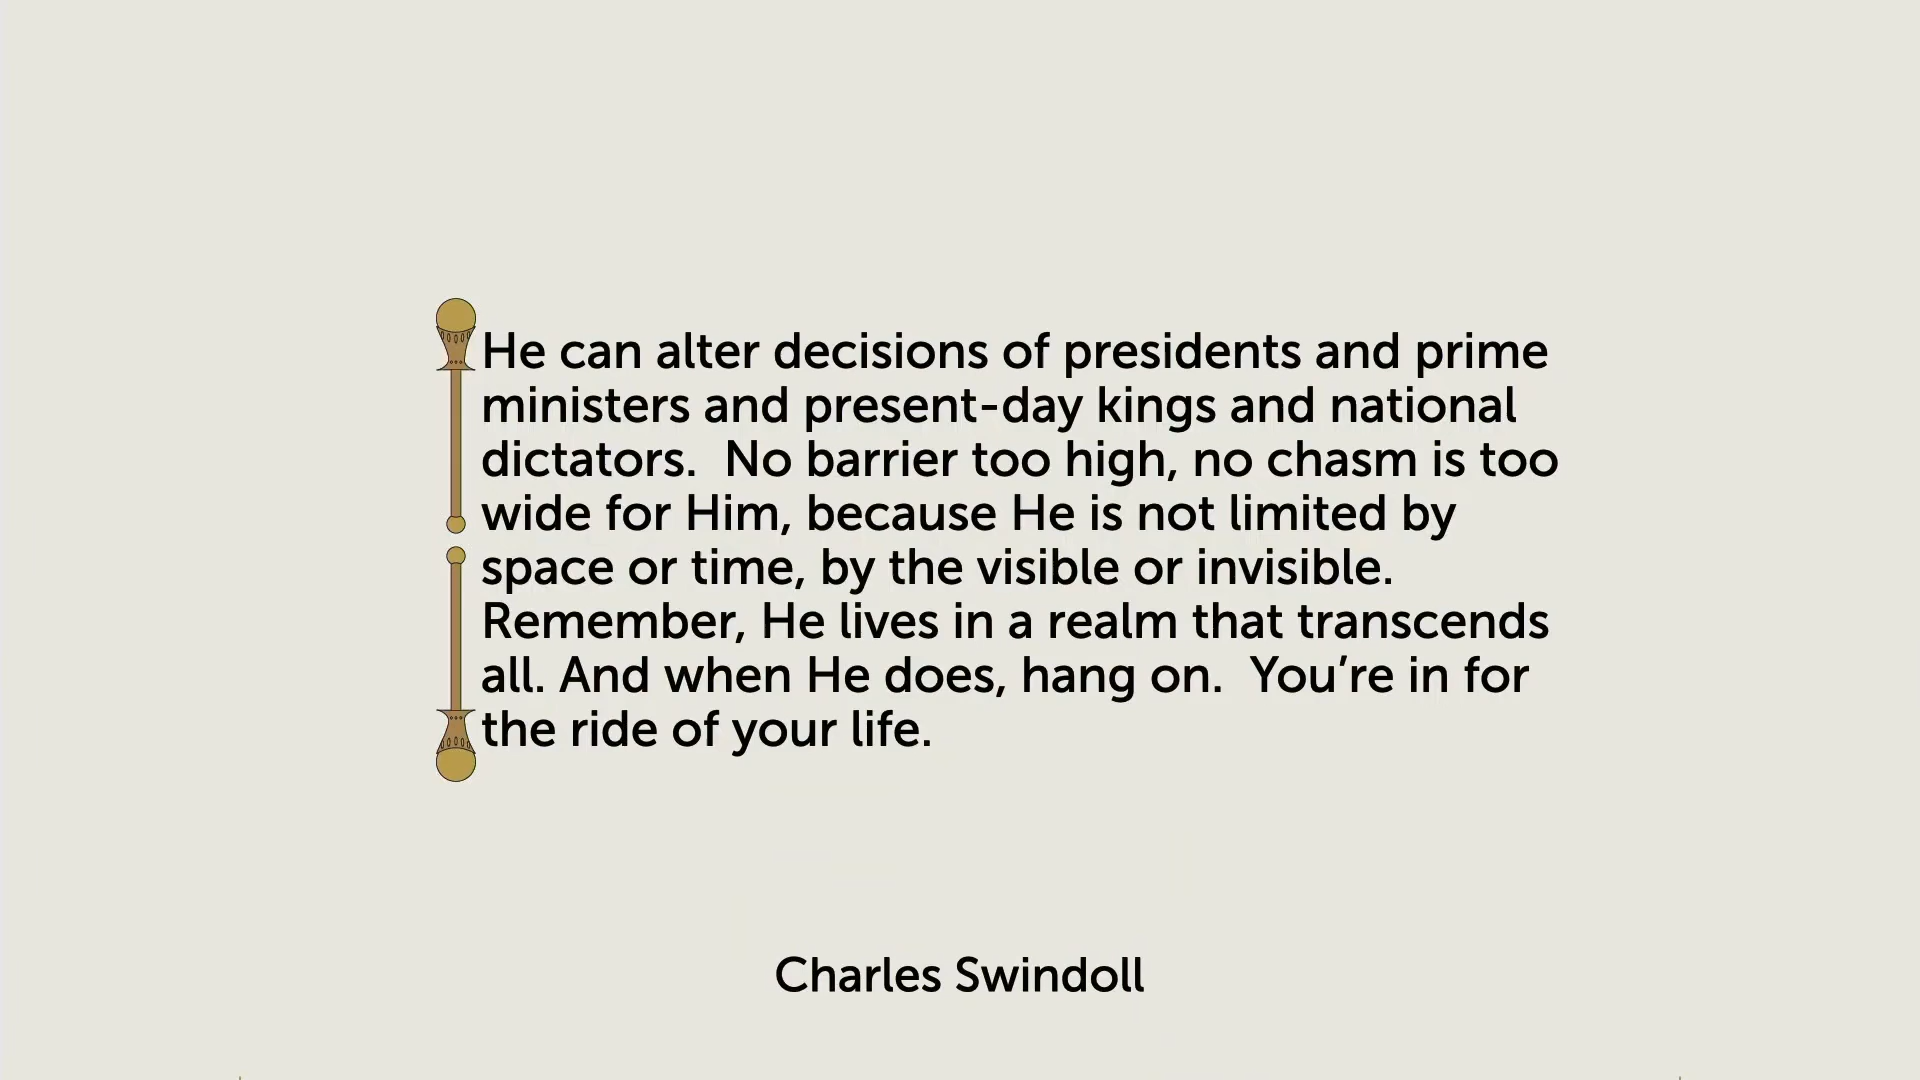 He can alter decisions of presidents and prime
ministers and present-day kings and national
dictators.  No barrier too high, no chasm is too
wide for Him, because He is not limited by
space or time, by the visible or invisible.
Remember, He lives in a realm that transcends
all. And when He does, hang on.  You’re in for
the ride of your life.
Charles Swindoll